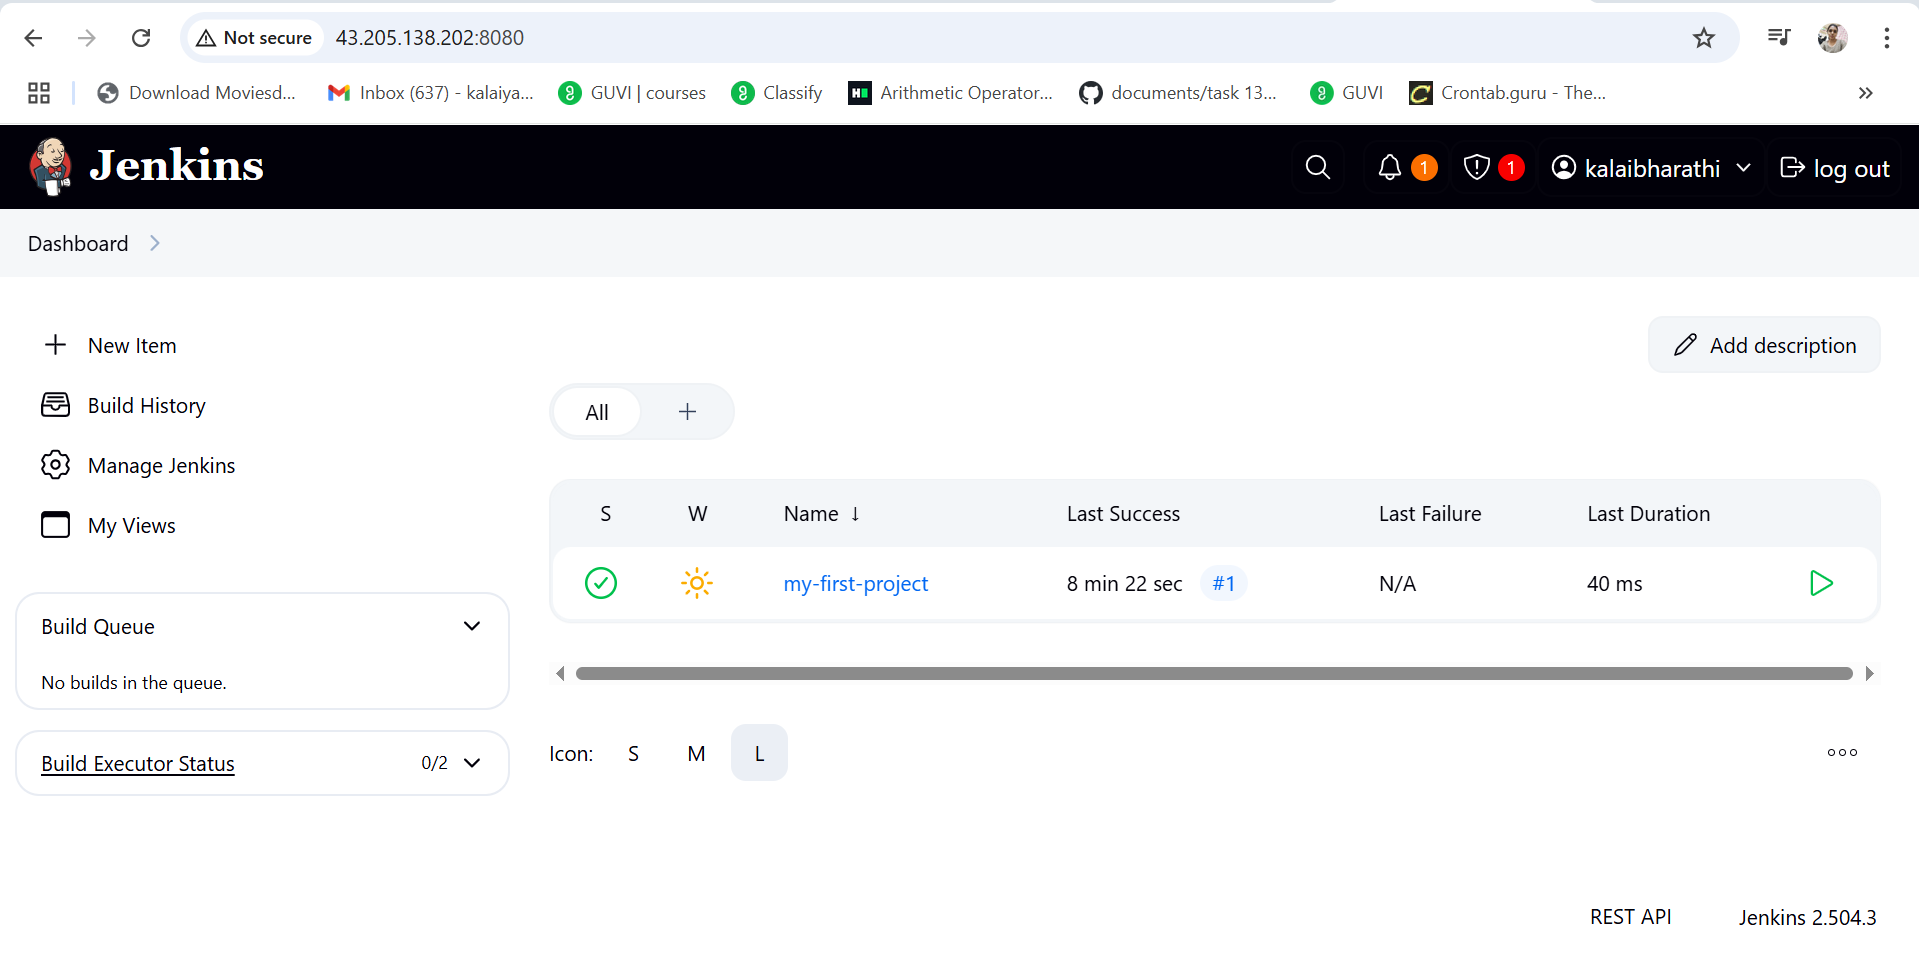 Not secure 43.205.138.202:8080
Download Moviesd... Inbox (637) - kalaiya... GUVI | courses Classify Arithmetic Operator... documents/task 13... GUVI Crontab.guru - The...
Jenkins 1 1 kalaibharathi log out
Dashboard
New Item
Build History
Manage Jenkins
My Views
Build Queue
No builds in the queue.
Build Executor Status 0/2
Add description
All +
S W Name ↓ Last Success Last Failure Last Duration
my-first-project 8 min 22 sec #1 N/A 40 ms
Icon: S M L
REST API Jenkins 2.504.3